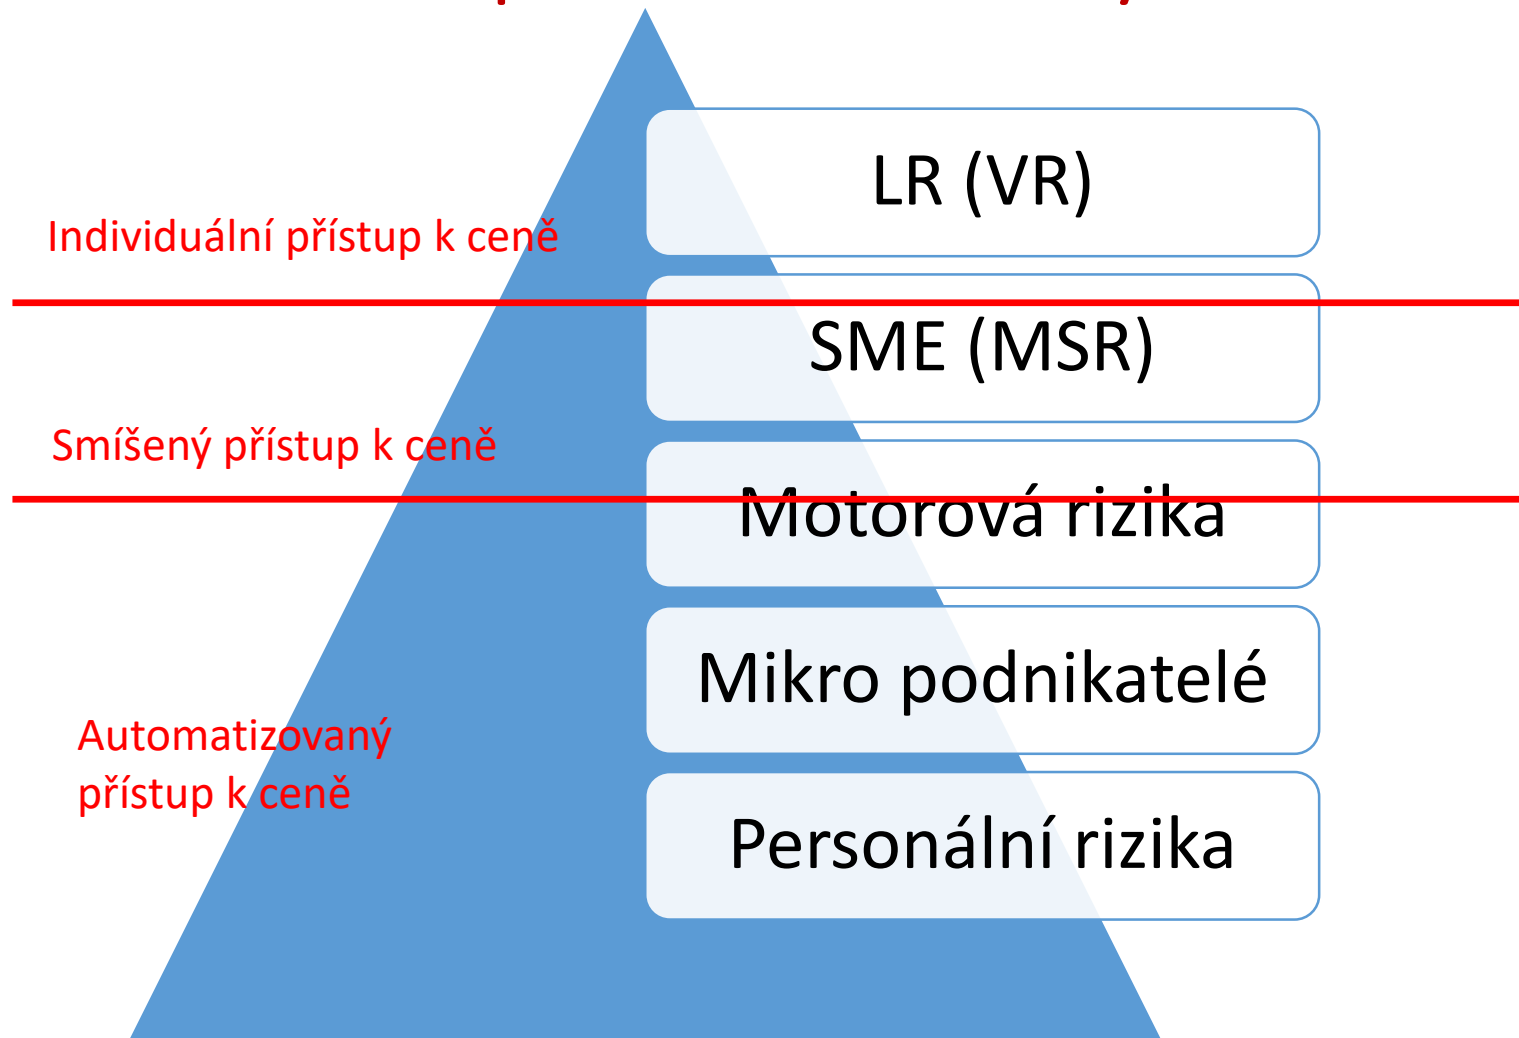 LR (VR)
Individuální přístup k ceně
SME (MSR)
Smíšený přístup k ceně
Motorová rizika
Mikro podnikatelé
Automatizovaný
přístup k ceně
Personální rizika